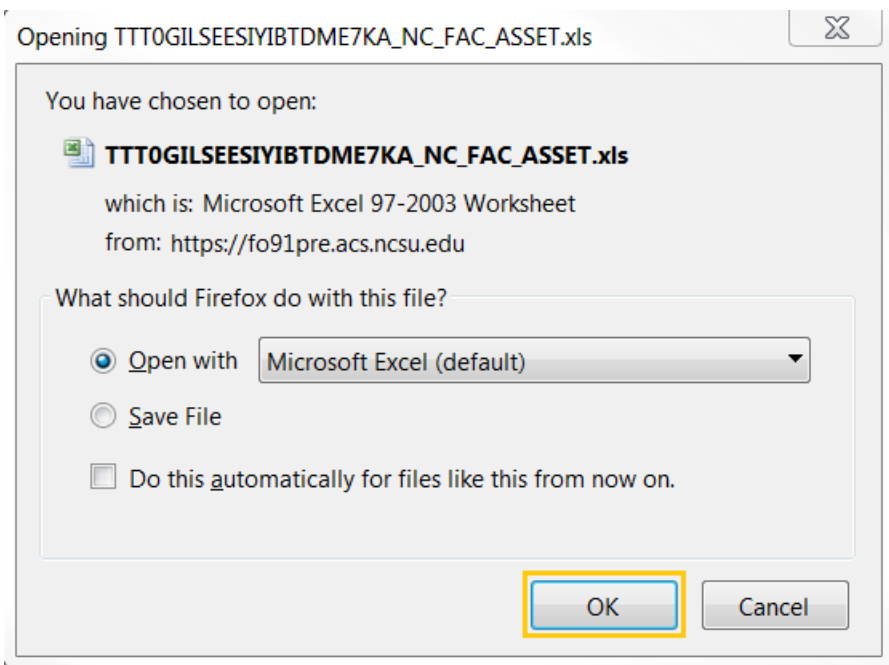 Opening TTT0GILSEESIYIBTDME7KA_NC_FAC_ASSET.xls
You have chosen to open:
TTT0GILSEESIYIBTDME7KA_NC_FAC_ASSET.xls
which is: Microsoft Excel 97-2003 Worksheet
from: https://fo91pre.acs.ncsu.edu
What should Firefox do with this file?
Open with Microsoft Excel (default)
Save File
Do this automatically for files like this from now on.
OK Cancel